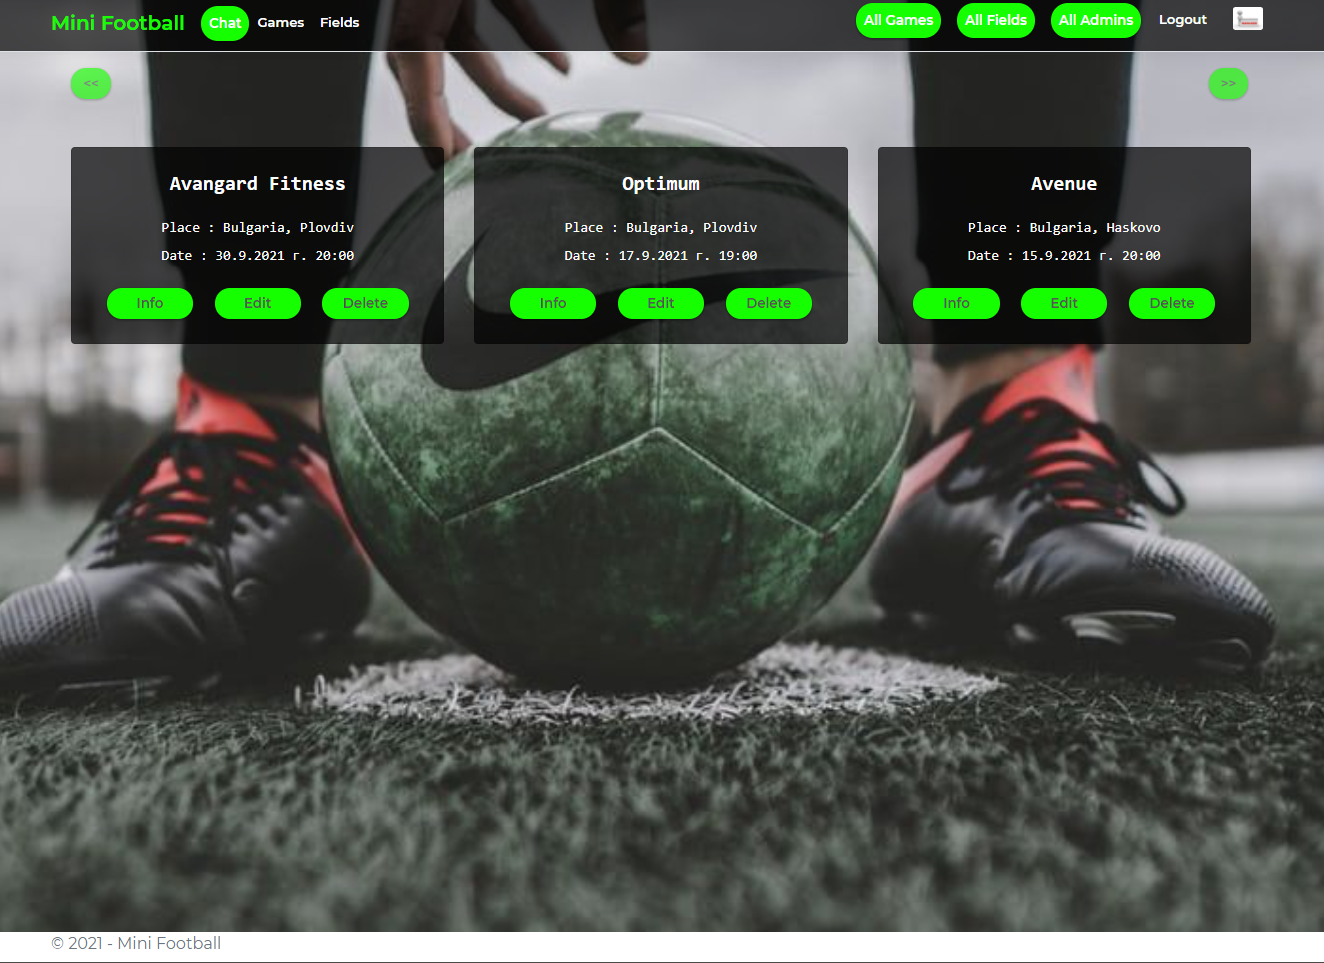 Mini Football Chat Games Fields All Games All Fields All Admins Logout
<< >>
Avangard Fitness
Place : Bulgaria, Plovdiv
Date : 30.9.2021 г. 20:00
Info Edit Delete
Optimum
Place : Bulgaria, Plovdiv
Date : 17.9.2021 г. 19:00
Info Edit Delete
Avenue
Place : Bulgaria, Haskovo
Date : 15.9.2021 г. 20:00
Info Edit Delete
© 2021 - Mini Football